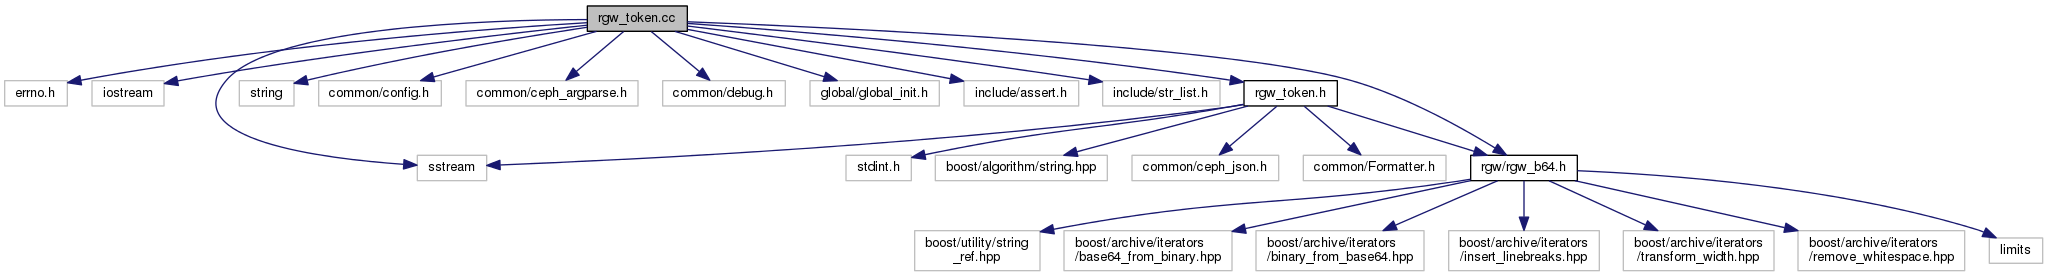 rgw_token.cc
errno.h
iostream
string
common/config.h
common/ceph_argparse.h
common/debug.h
global/global_init.h
include/assert.h
include/str_list.h
rgw_token.h
sstream
stdint.h
boost/algorithm/string.hpp
common/ceph_json.h
common/Formatter.h
rgw/rgw_b64.h
boost/utility/string
_ref.hpp
boost/archive/iterators
/base64_from_binary.hpp
boost/archive/iterators
/binary_from_base64.hpp
boost/archive/iterators
/insert_linebreaks.hpp
boost/archive/iterators
/transform_width.hpp
boost/archive/iterators
/remove_whitespace.hpp
limits